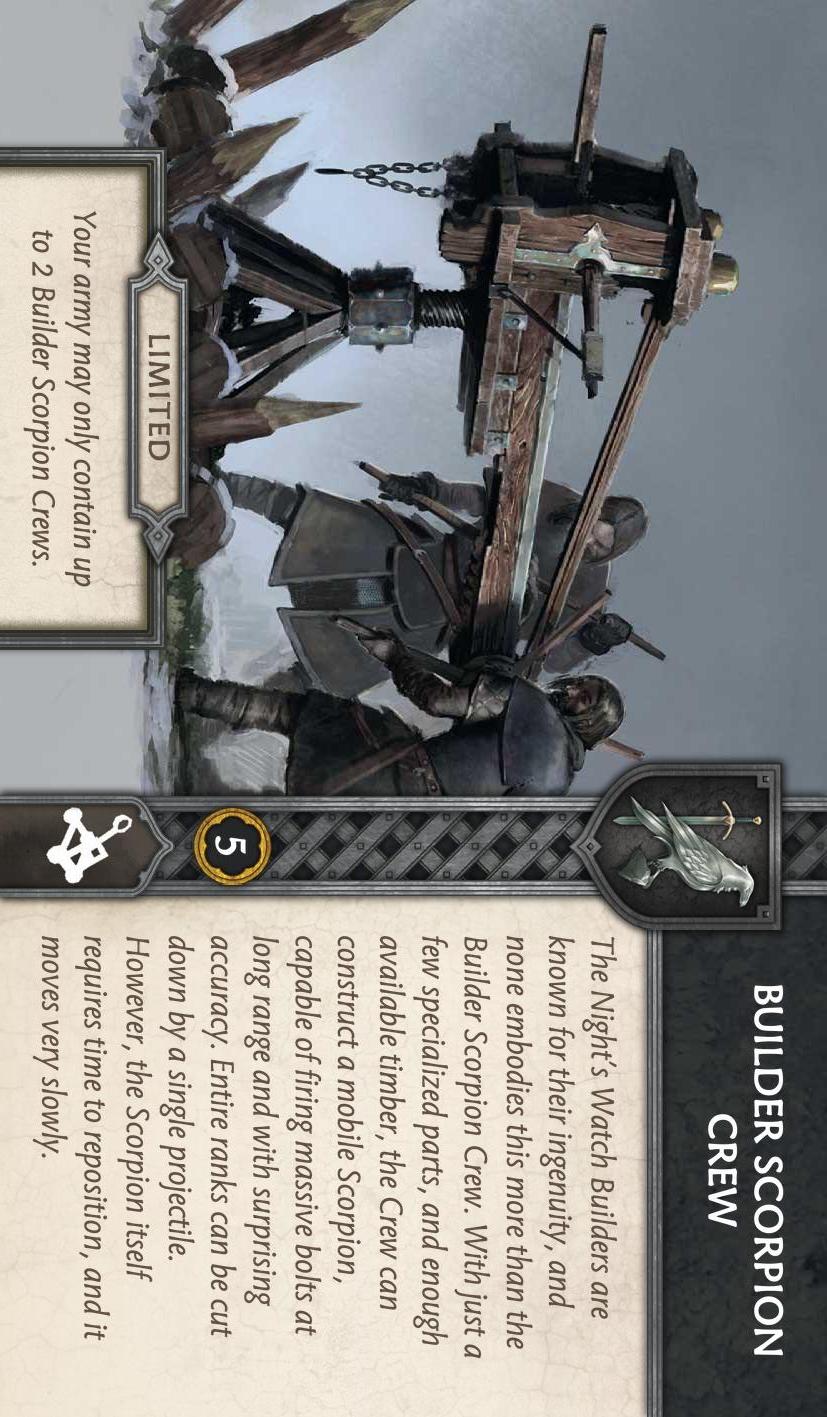 BUILDER SCORPION
CREW
The Night's Watch Builders are
known for their ingenuity, and
none embodies this more than the
Builder Scorpion Crew. With just a
few specialized parts, and enough
available timber, the Crew can
construct a mobile Scorpion,
capable of firing massive bolts at
long range and with surprising
accuracy. Entire ranks can be cut
down by a single projectile.
However, the Scorpion itself
requires time to reposition, and it
moves very slowly.
5
LIMITED
Your army may only contain up
to 2 Builder Scorpion Crews.